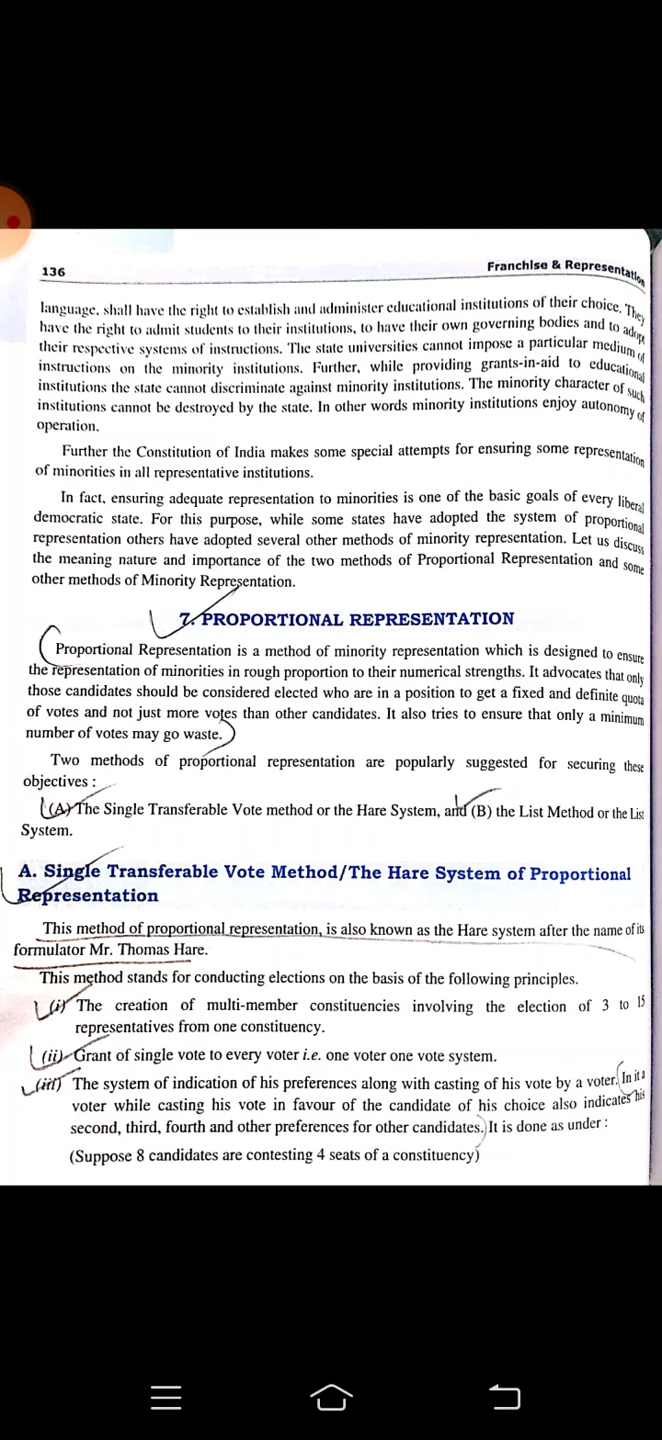 136
Franchise & Representation
language, shall have the right to establish and administer educational institutions of their choice. They
have the right to admit students to their institutions, to have their own governing bodies and to adopt
their respective systems of instructions. The state universities cannot impose a particular medium of
instructions on the minority institutions. Further, while providing grants-in-aid to educational
institutions the state cannot discriminate against minority institutions. The minority character of such
institutions cannot be destroyed by the state. In other words minority institutions enjoy autonomy of
operation.
Further the Constitution of India makes some special attempts for ensuring some representation
of minorities in all representative institutions.
In fact, ensuring adequate representation to minorities is one of the basic goals of every liberal
democratic state. For this purpose, while some states have adopted the system of proportional
representation others have adopted several other methods of minority representation. Let us discuss
the meaning nature and importance of the two methods of Proportional Representation and some
other methods of Minority Representation.
7. PROPORTIONAL REPRESENTATION
Proportional Representation is a method of minority representation which is designed to ensure
the representation of minorities in rough proportion to their numerical strengths. It advocates that only
those candidates should be considered elected who are in a position to get a fixed and definite quota
of votes and not just more votes than other candidates. It also tries to ensure that only a minimum
number of votes may go waste.
Two methods of proportional representation are popularly suggested for securing these
objectives :
(A) The Single Transferable Vote method or the Hare System, and (B) the List Method or the List
System.
A. Single Transferable Vote Method/The Hare System of Proportional
Representation
This method of proportional representation, is also known as the Hare system after the name of its
formulator Mr. Thomas Hare.
This method stands for conducting elections on the basis of the following principles.
(i) The creation of multi-member constituencies involving the election of 3 to 15
representatives from one constituency.
(ii) Grant of single vote to every voter i.e. one voter one vote system.
(iii) The system of indication of his preferences along with casting of his vote by a voter. In it a
voter while casting his vote in favour of the candidate of his choice also indicates his
second, third, fourth and other preferences for other candidates. It is done as under :
(Suppose 8 candidates are contesting 4 seats of a constituency)